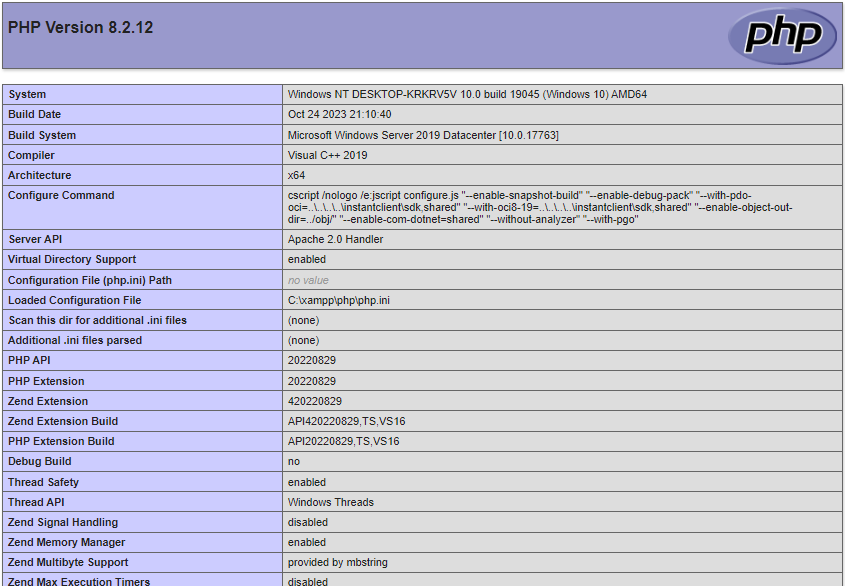 PHP Version 8.2.12
php
System Windows NT DESKTOP-KRKRV5V 10.0 build 19045 (Windows 10) AMD64
Build Date Oct 24 2023 21:10:40
Build System Microsoft Windows Server 2019 Datacenter [10.0.17763]
Compiler Visual C++ 2019
Architecture x64
Configure Command cscript /nologo /e:jscript configure.js "--enable-snapshot-build" "--enable-debug-pack" "--with-pdo-
oci=..\..\..\..\instantclient\sdk,shared" "--with-oci8-19=..\..\..\..\instantclient\sdk,shared" "--enable-object-out-
dir=../obj/" "--enable-com-dotnet=shared" "--without-analyzer" "--with-pgo"
Server API Apache 2.0 Handler
Virtual Directory Support enabled
Configuration File (php.ini) Path no value
Loaded Configuration File C:\xampp\php\php.ini
Scan this dir for additional .ini files (none)
Additional .ini files parsed (none)
PHP API 20220829
PHP Extension 20220829
Zend Extension 420220829
Zend Extension Build API420220829,TS,VS16
PHP Extension Build API20220829,TS,VS16
Debug Build no
Thread Safety enabled
Thread API Windows Threads
Zend Signal Handling disabled
Zend Memory Manager enabled
Zend Multibyte Support provided by mbstring
Zend Max Execution Timers disabled